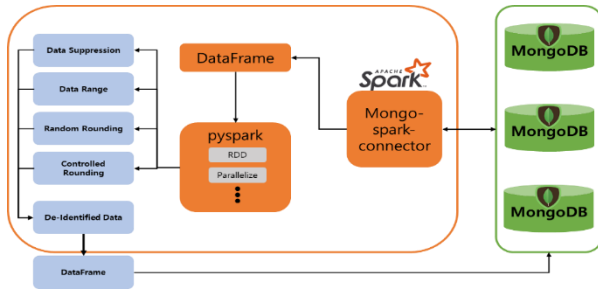 Data Suppression
Data Range
Random Rounding
Controlled
Rounding
De-Identified Data
DataFrame
DataFrame
pyspark
RDD
Parallelize
APACHE
Spark
Mongo-
spark-
connector
MongoDB
MongoDB
MongoDB